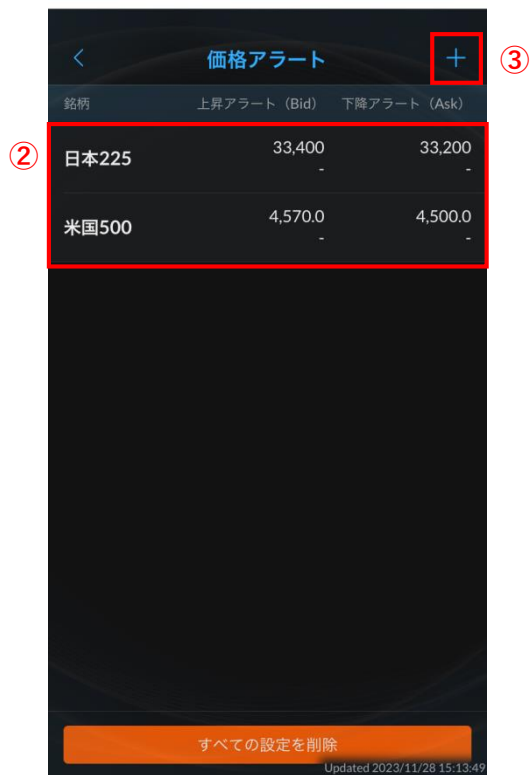 < 価格アラート + ③
銘柄 上昇アラート（Bid） 下降アラート（Ask）
② 日本225 33,400 33,200
- -
米国500 4,570.0 4,500.0
- -
すべての設定を削除
Updated 2023/11/28 15:13:49